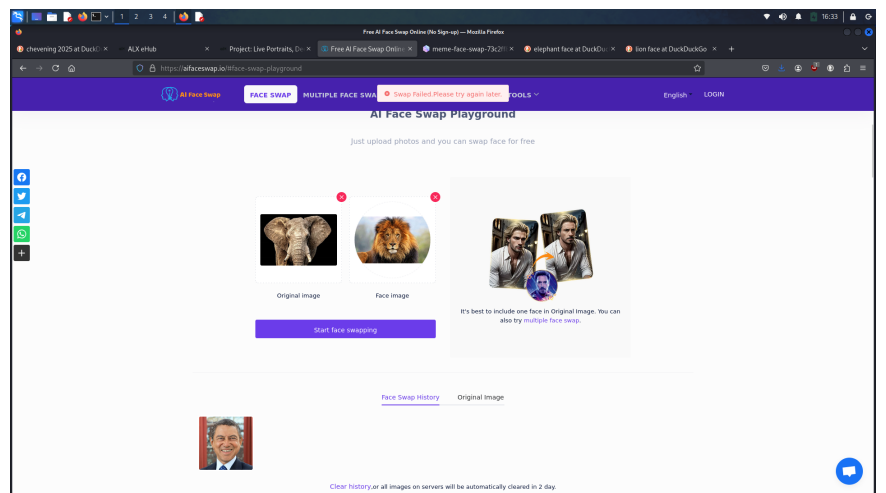 1 2 3 4
16:33
Free AI Face Swap Online (No Sign-up) — Mozilla Firefox
chevening 2025 at DuckD
ALX eHub
Project: Live Portraits, De
Free AI Face Swap Online
meme-face-swap-73c2f
elephant face at DuckDuc
lion face at DuckDuckGo
https://aifaceswap.io/#face-swap-playground
AI Face Swap
FACE SWAP
MULTIPLE FACE SWA
Swap Failed.Please try again later.
TOOLS
English
LOGIN
AI Face Swap Playground
Just upload photos and you can swap face for free
Original image
Face image
Start face swapping
It's best to include one face in Original Image. You can
also try multiple face swap.
Face Swap History
Original Image
Clear history,or all images on servers will be automatically cleared in 2 day.